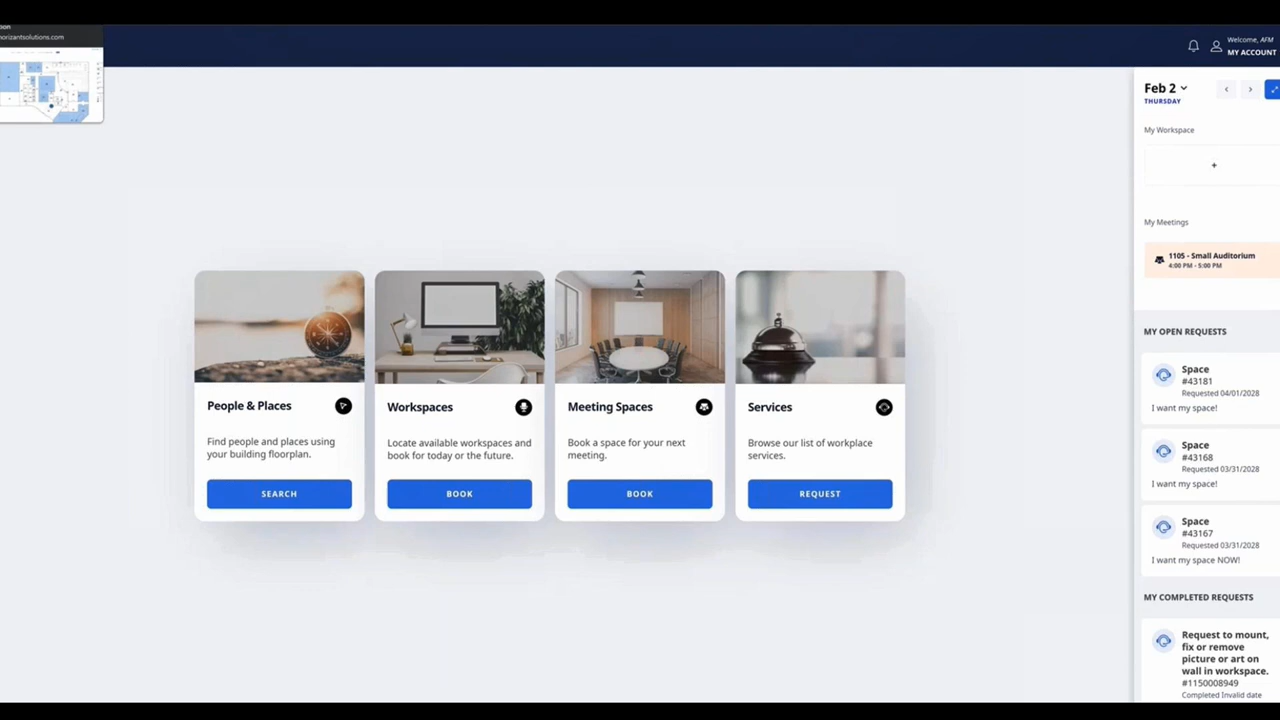 Welcome, AFM
MY ACCOUNT
Feb 2
THURSDAY
My Workspace
+
My Meetings
1105 - Small Auditorium
4:00 PM - 5:00 PM
MY OPEN REQUESTS
Space
#43181
Requested 04/01/2028
I want my space!
Space
#43168
Requested 03/31/2028
I want my space!
Space
#43167
Requested 03/31/2028
I want my space NOW!
MY COMPLETED REQUESTS
Request to mount,
fix or remove
picture or art on
wall in workspace.
#1150008949
Completed Invalid date
People & Places
Find people and places using
your building floorplan.
SEARCH
Workspaces
Locate available workspaces and
book for today or the future.
BOOK
Meeting Spaces
Book a space for your next
meeting.
BOOK
Services
Browse our list of workplace
services.
REQUEST